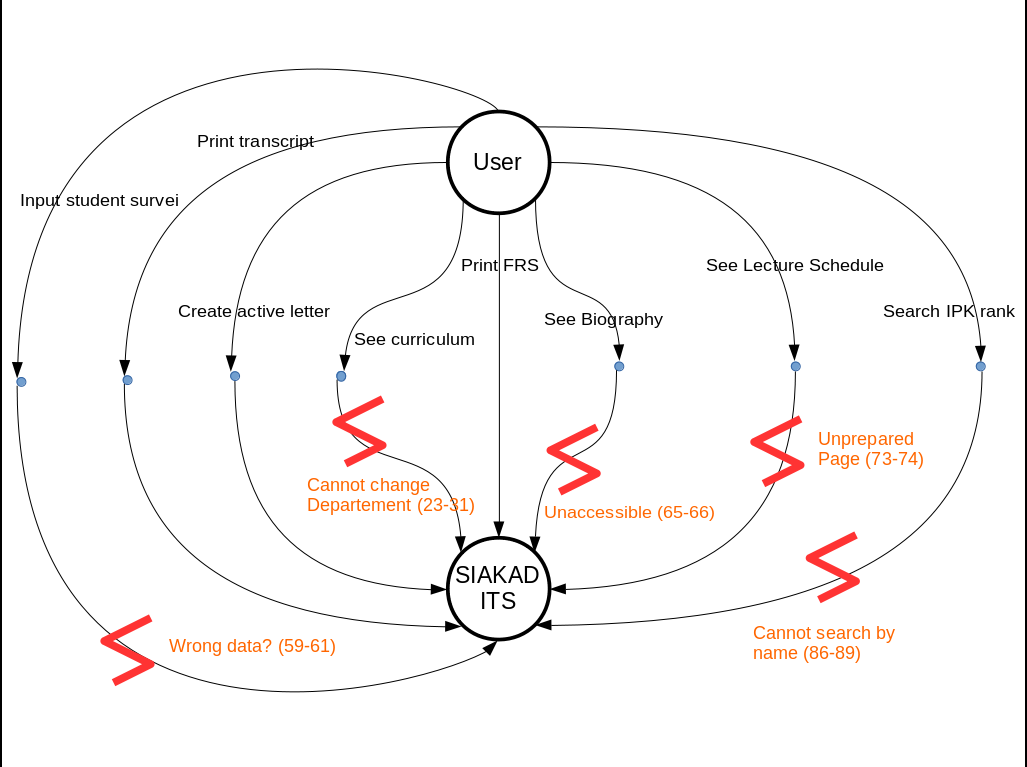 User
Print transcript
Input student survei
Print FRS
See Lecture Schedule
Create active letter
See Biography
Search IPK rank
See curriculum
Unprepared
Page (73-74)
Cannot change
Departement (23-31)
Unaccessible (65-66)
SIAKAD
ITS
Wrong data? (59-61)
Cannot search by
name (86-89)